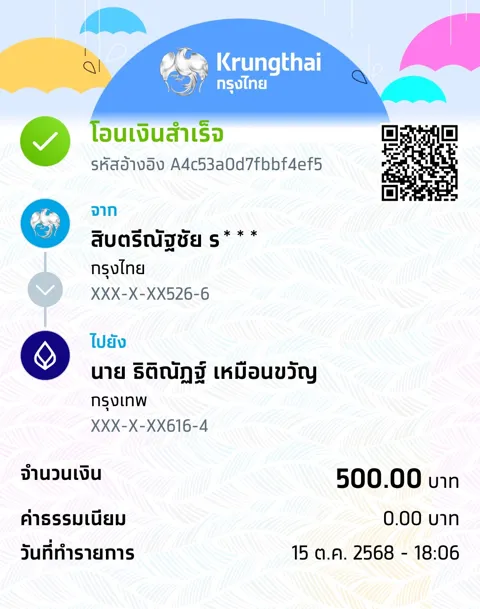 Krungthai
กรุงไทย
โอนเงินสำเร็จ
รหัสอ้างอิง A4c53a0d7fbbf4ef5
จาก
สิบตรีณัฐชัย ร***
กรุงไทย
XXX-X-XX526-6
ไปยัง
นาย ธิติณัฏฐ์ เหมือนขวัญ
กรุงเทพ
XXX-X-XX616-4
จำนวนเงิน 500.00 บาท
ค่าธรรมเนียม 0.00 บาท
วันที่ทำรายการ 15 ต.ค. 2568 - 18:06